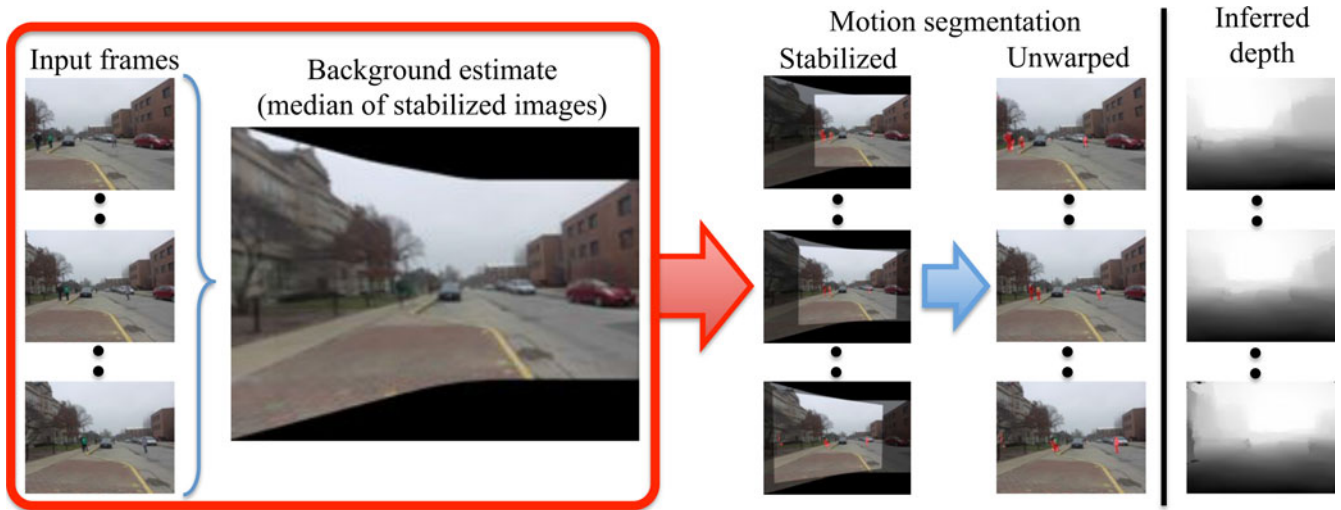 Input frames
Background estimate
(median of stabilized images)
Motion segmentation
Stabilized
Unwarped
Inferred
depth